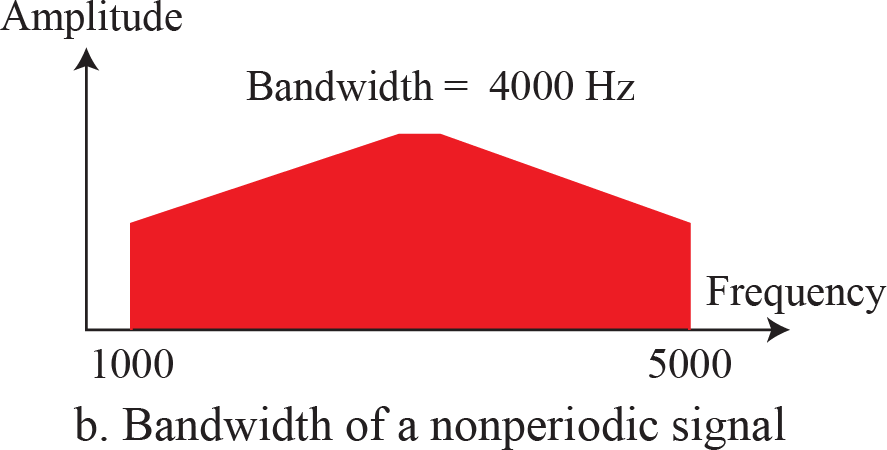 Amplitude
Bandwidth = 4000 Hz
Frequency
1000
5000
b. Bandwidth of a nonperiodic signal